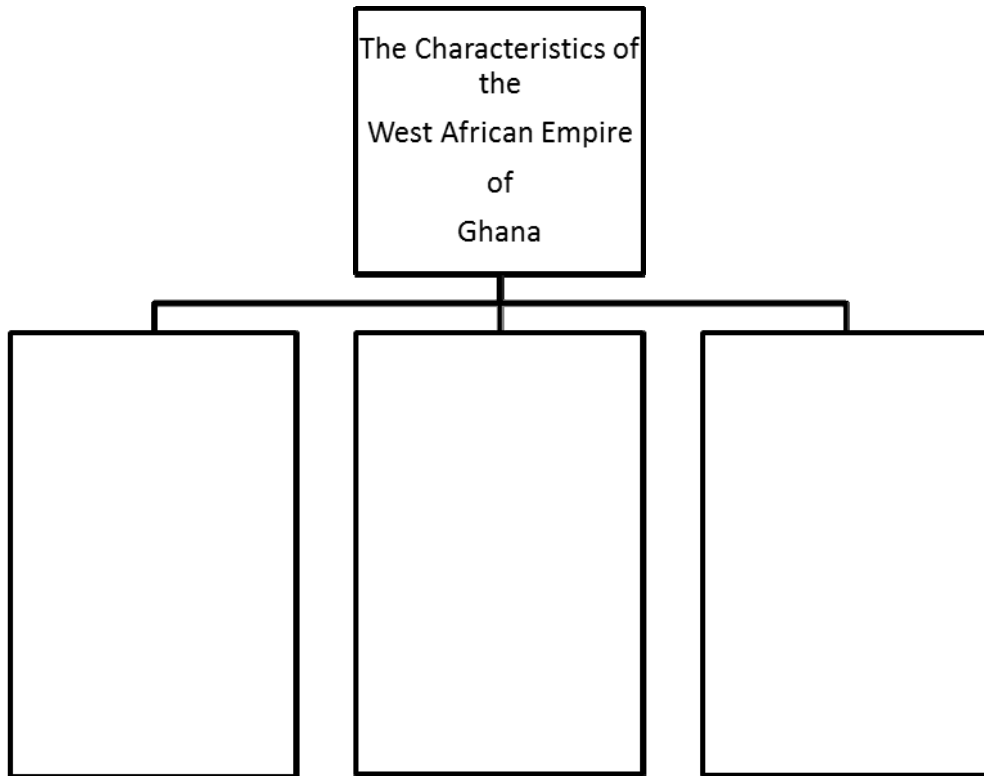 The Characteristics of
the
West African Empire
of
Ghana